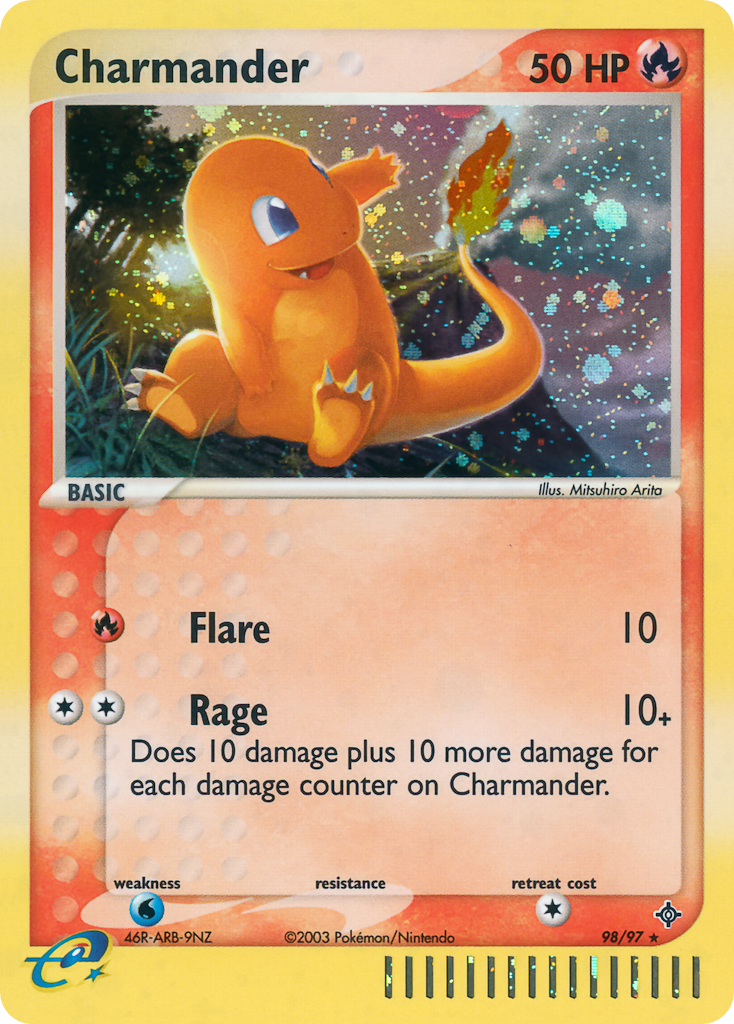 Charmander 50 HP
BASIC
Illus. Mitsuhiro Arita
Flare 10
Rage 10+
Does 10 damage plus 10 more damage for
each damage counter on Charmander.
weakness resistance retreat cost
46R-ARB-9NZ ©2003 Pokémon/Nintendo 98/97 ★
e